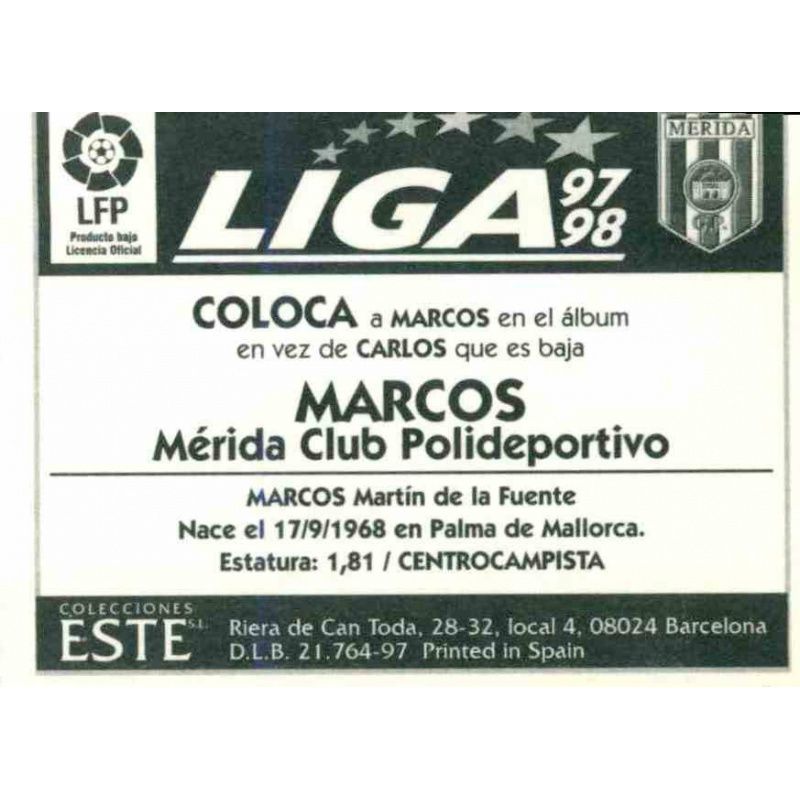 LFP
Producto bajo
Licencia Oficial
LIGA 97 98
MERIDA
C.P.
COLOCA a MARCOS en el álbum
en vez de CARLOS que es baja
MARCOS
Mérida Club Polideportivo
MARCOS Martín de la Fuente
Nace el 17/9/1968 en Palma de Mallorca.
Estatura: 1,81 / CENTROCAMPISTA
COLECCIONES
ESTE S.L.
Riera de Can Toda, 28-32, local 4, 08024 Barcelona
D.L.B. 21.764-97 Printed in Spain